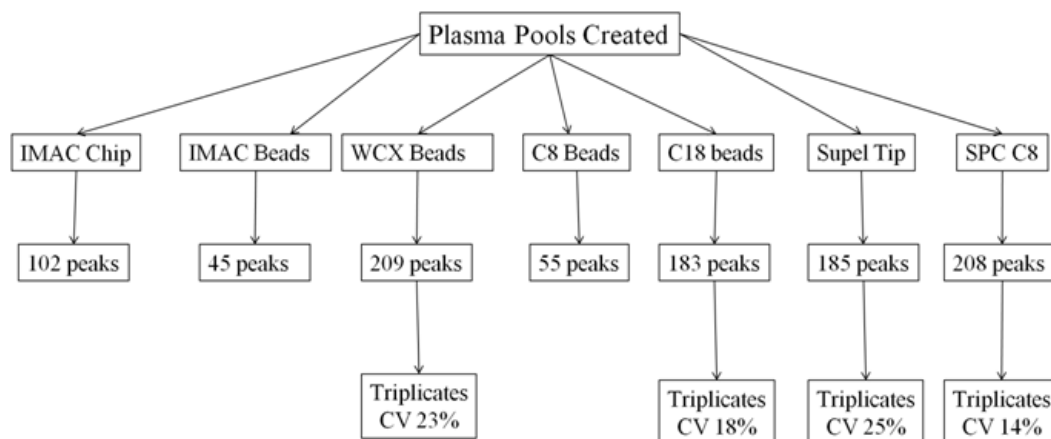 Plasma Pools Created
IMAC Chip
IMAC Beads
WCX Beads
C8 Beads
C18 beads
Supel Tip
SPC C8
102 peaks
45 peaks
209 peaks
55 peaks
183 peaks
185 peaks
208 peaks
Triplicates
CV 23%
Triplicates
CV 18%
Triplicates
CV 25%
Triplicates
CV 14%